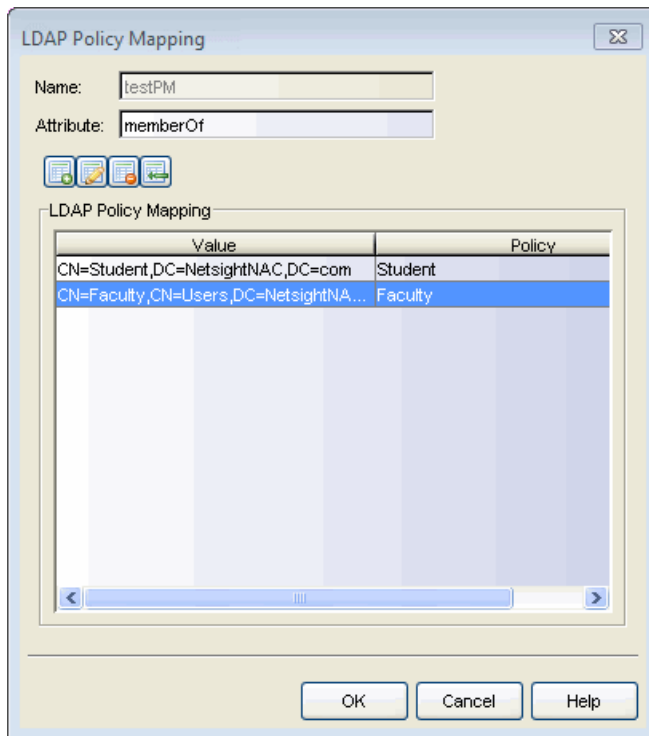 LDAP Policy Mapping
Name: testPM
Attribute: memberOf
LDAP Policy Mapping
Value Policy
CN=Student,DC=NetsightNAC,DC=com Student
CN=Faculty,CN=Users,DC=NetsightNA... Faculty
OK Cancel Help